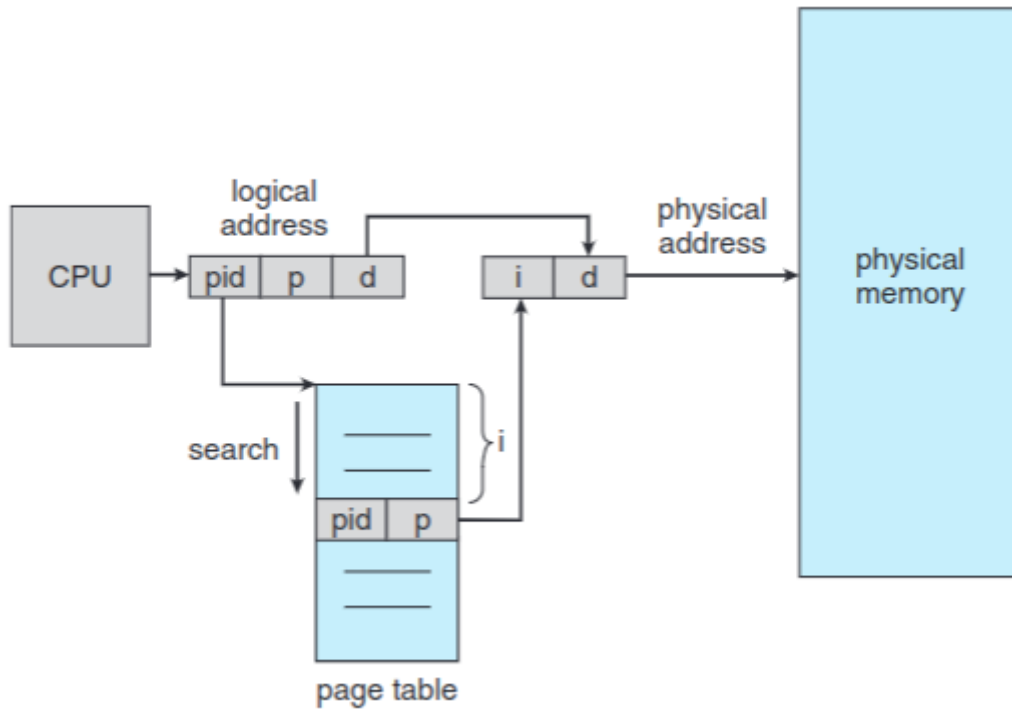 logical
address
CPU
pid
p
d
i
d
physical
address
physical
memory
search
i
pid
p
page table